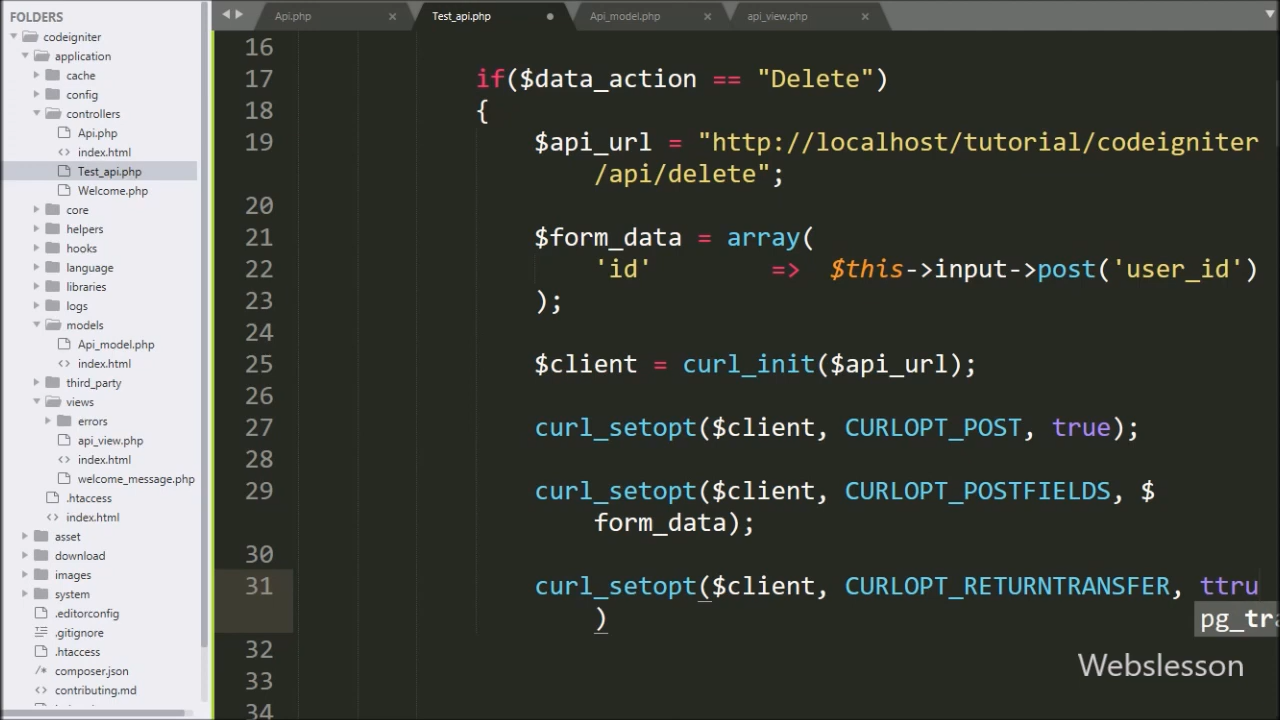 FOLDERS
codeigniter
application
cache
config
controllers
Api.php
index.html
Test_api.php
Welcome.php
core
helpers
hooks
language
libraries
logs
models
Api_model.php
index.html
third_party
views
errors
api_view.php
index.html
welcome_message.php
.htaccess
index.html
asset
download
images
system
.editorconfig
.gitignore
.htaccess
composer.json
contributing.md
Api.php
Test_api.php
Api_model.php
api_view.php
16
17 if($data_action == "Delete")
18 {
19 $api_url = "http://localhost/tutorial/codeigniter
/api/delete";
20
21 $form_data = array(
22 'id' => $this->input->post('user_id')
23 );
24
25 $client = curl_init($api_url);
26
27 curl_setopt($client, CURLOPT_POST, true);
28
29 curl_setopt($client, CURLOPT_POSTFIELDS, $
form_data);
30
31 curl_setopt($client, CURLOPT_RETURNTRANSFER, ttru
)
32
33
34
Webslesson